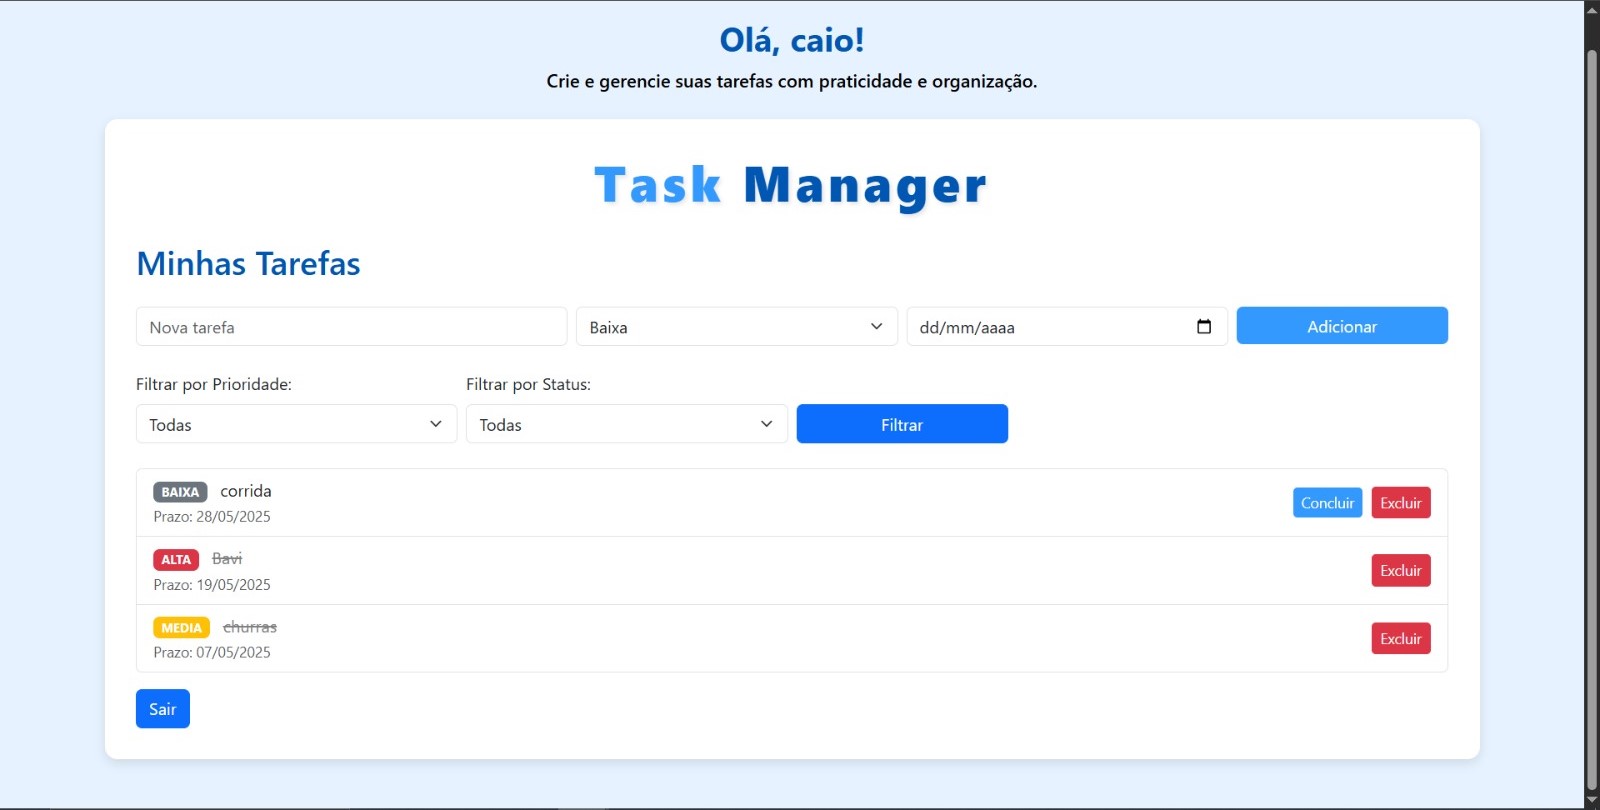 Olá, caio!
Crie e gerencie suas tarefas com praticidade e organização.
Task Manager
Minhas Tarefas
Nova tarefa Baixa dd/mm/aaaa Adicionar
Filtrar por Prioridade: Filtrar por Status:
Todas Todas Filtrar
BAIXA corrida
Prazo: 28/05/2025
Concluir Excluir
ALTA Bavi
Prazo: 19/05/2025
Excluir
MEDIA churras
Prazo: 07/05/2025
Excluir
Sair